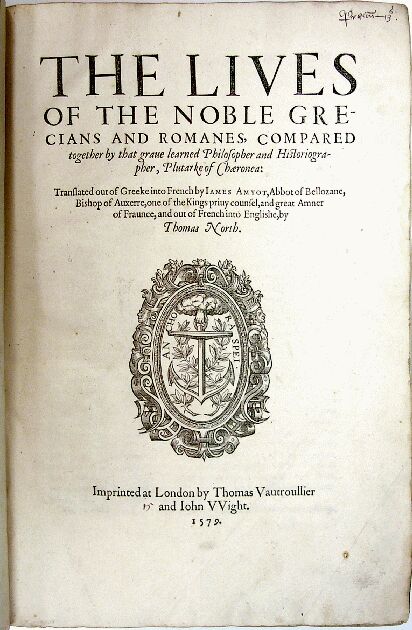 THE LIVES
OF THE NOBLE GRE-
CIANS AND ROMANES, COMPARED
together by that graue learned Philosopher and Historiogra-
pher, Plutarke of Chæronea:
Translated out of Greeke into French by IAMES AMYOT, Abbot of Bellozane,
Bishop of Auxerre, one of the Kings priuy counsel, and great Amner
of Fraunce, and out of French into Englishe, by
Thomas North.
ANCHORA SPEI
Imprinted at London by Thomas Vautroullier
and Iohn VVight.
1579.